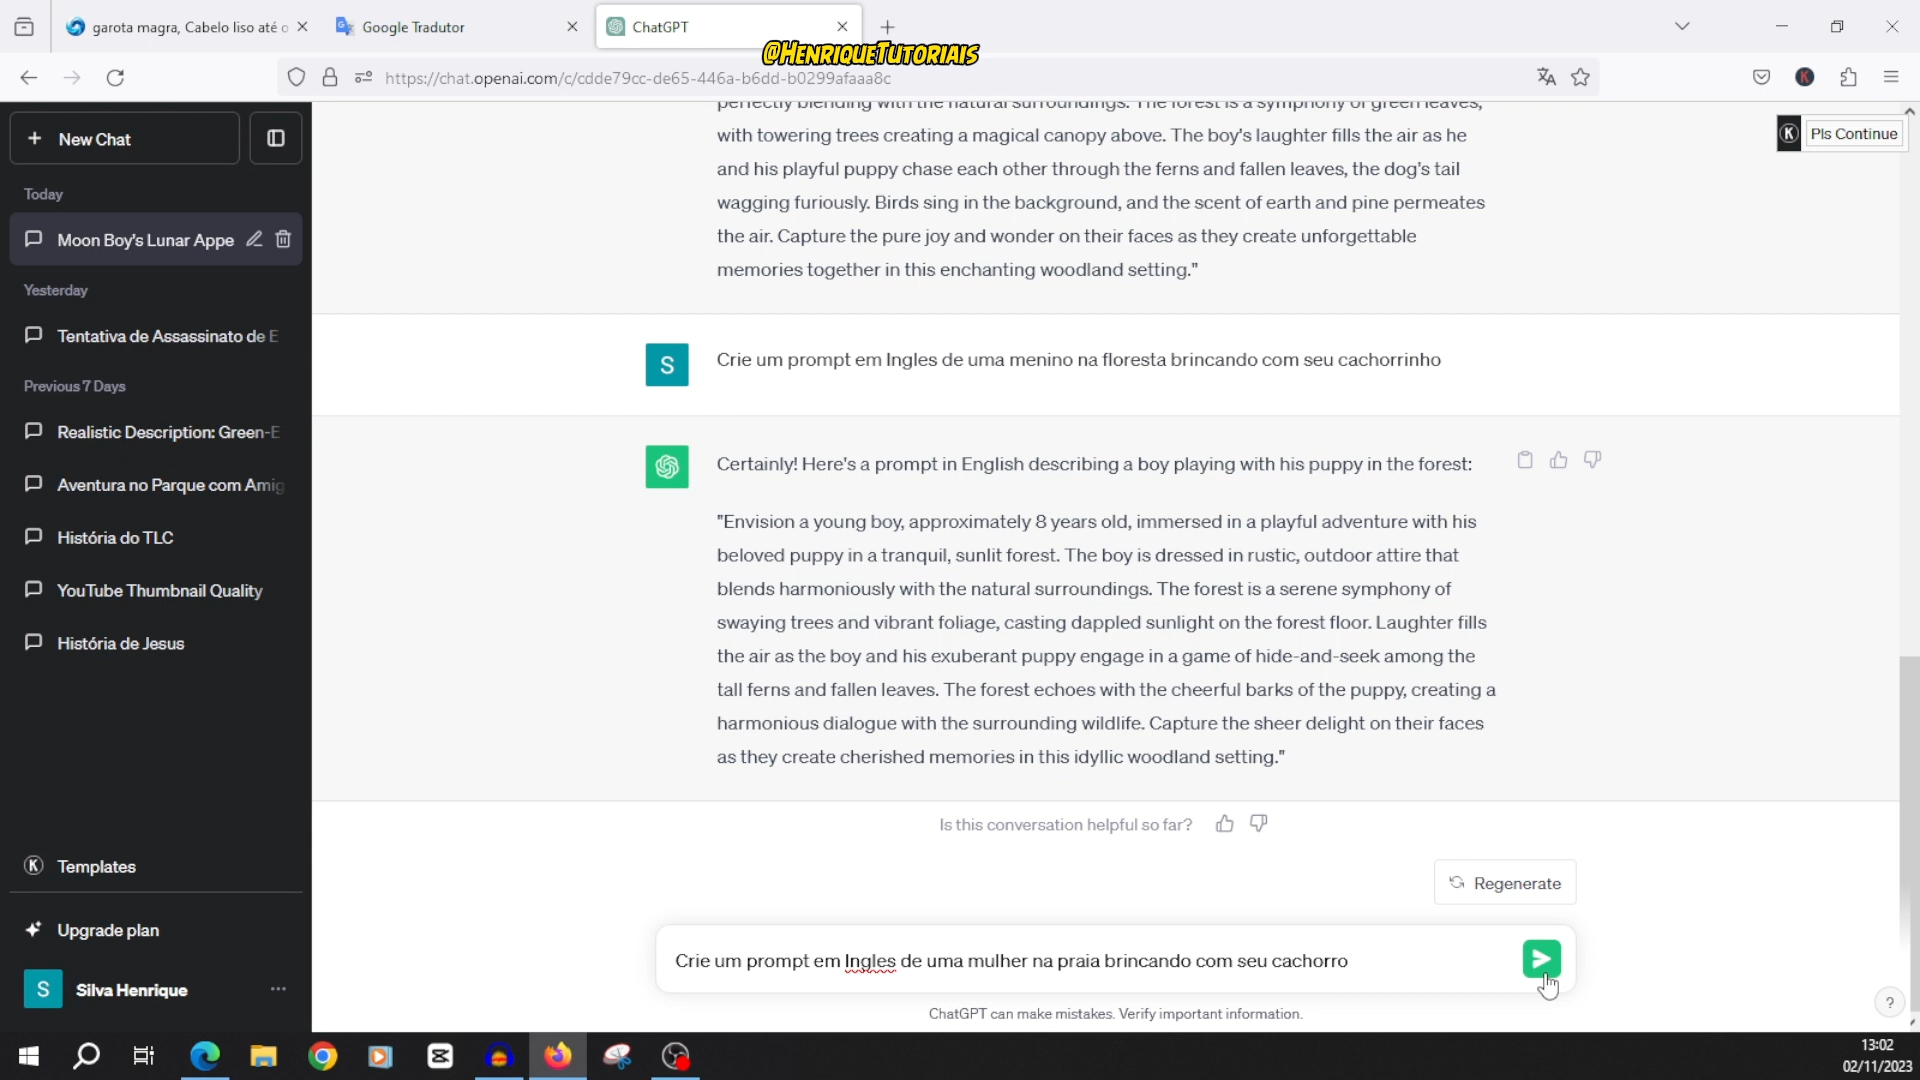 garota magra, Cabelo liso até o
Google Tradutor
ChatGPT
@HenriqueTutoriais
https://chat.openai.com/c/cdde79cc-de65-446a-b6dd-b0299afaaa8c
New Chat
Today
Moon Boy's Lunar Appe
Yesterday
Tentativa de Assassinato de E
Previous 7 Days
Realistic Description: Green-E
Aventura no Parque com Amig
História do TLC
YouTube Thumbnail Quality
História de Jesus
Templates
Upgrade plan
S Silva Henrique
K Pls Continue
perfectly blending with the natural surroundings. The forest is a symphony of green leaves,
with towering trees creating a magical canopy above. The boy's laughter fills the air as he
and his playful puppy chase each other through the ferns and fallen leaves, the dog's tail
wagging furiously. Birds sing in the background, and the scent of earth and pine permeates
the air. Capture the pure joy and wonder on their faces as they create unforgettable
memories together in this enchanting woodland setting."
S Crie um prompt em Ingles de uma menino na floresta brincando com seu cachorrinho
Certainly! Here's a prompt in English describing a boy playing with his puppy in the forest:
"Envision a young boy, approximately 8 years old, immersed in a playful adventure with his
beloved puppy in a tranquil, sunlit forest. The boy is dressed in rustic, outdoor attire that
blends harmoniously with the natural surroundings. The forest is a serene symphony of
swaying trees and vibrant foliage, casting dappled sunlight on the forest floor. Laughter fills
the air as the boy and his exuberant puppy engage in a game of hide-and-seek among the
tall ferns and fallen leaves. The forest echoes with the cheerful barks of the puppy, creating a
harmonious dialogue with the surrounding wildlife. Capture the sheer delight on their faces
as they create cherished memories in this idyllic woodland setting."
Is this conversation helpful so far?
Regenerate
Crie um prompt em Ingles de uma mulher na praia brincando com seu cachorro
ChatGPT can make mistakes. Verify important information.
?
13:02
02/11/2023